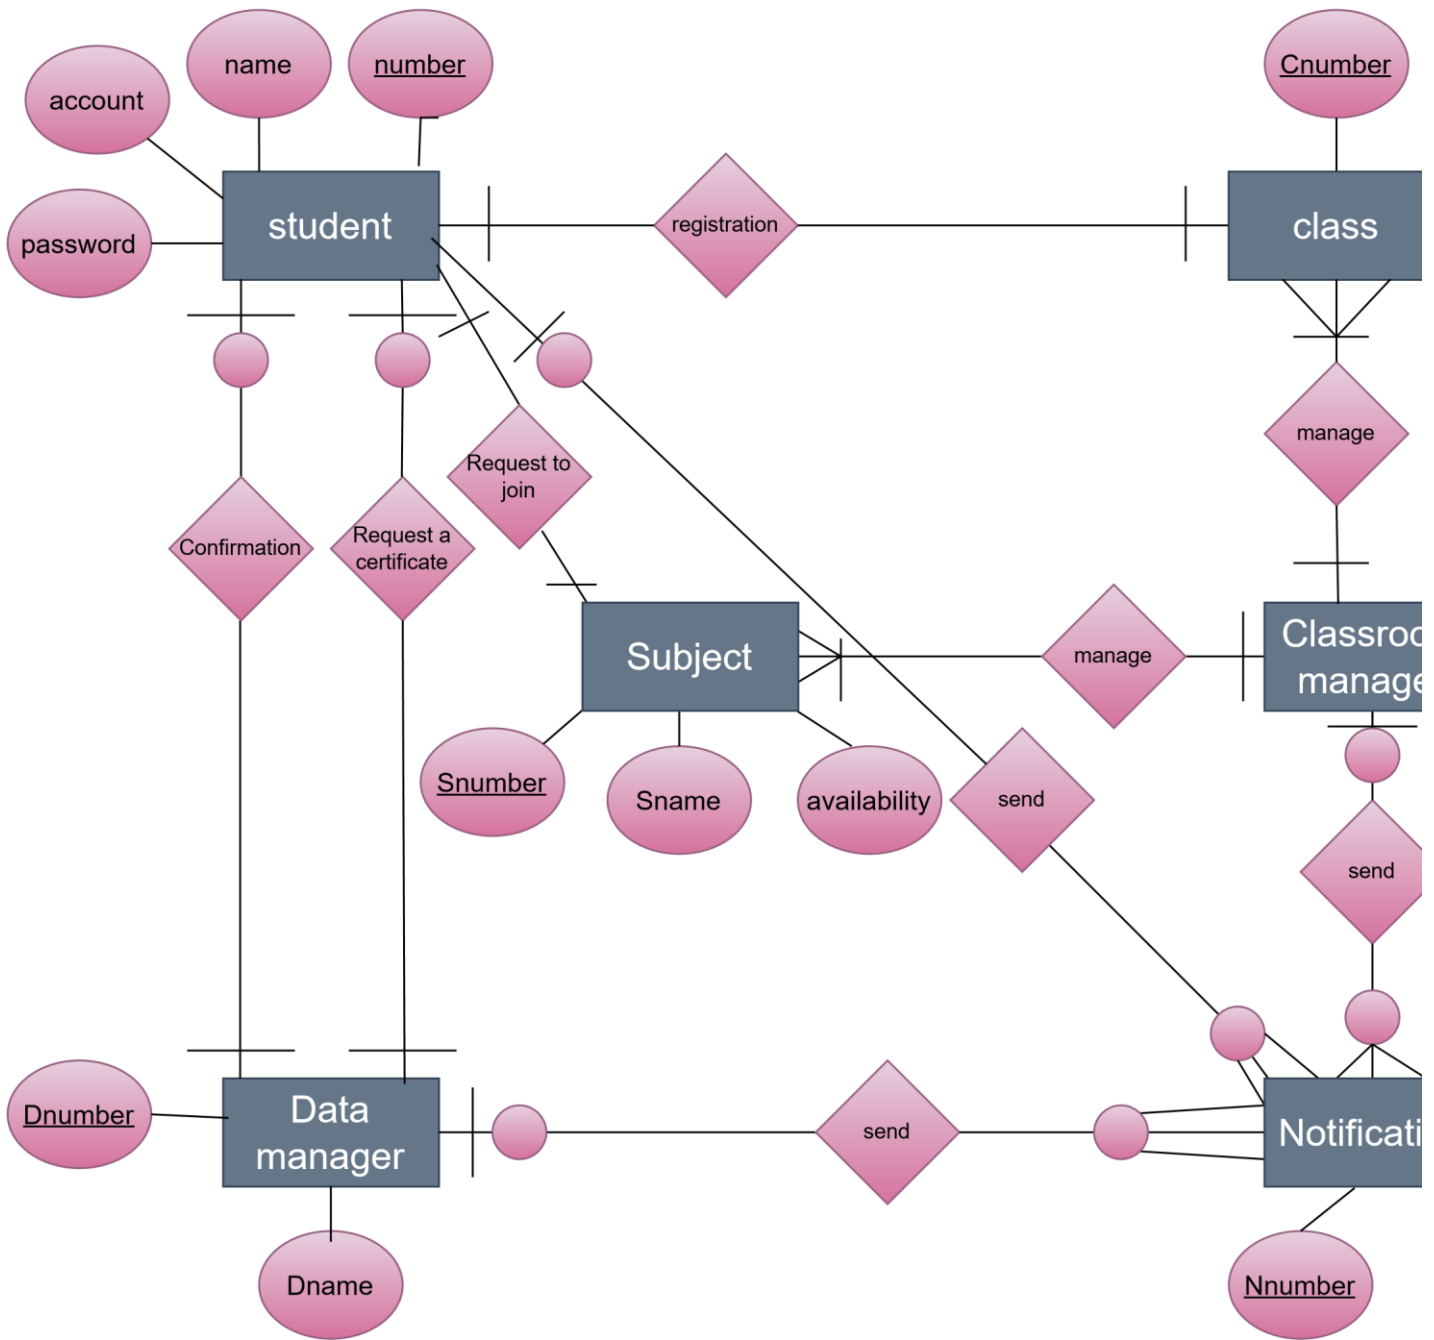 name
number
Cnumber
account
student
registration
class
password
manage
Request to
join
Confirmation
Request a
certificate
Subject
manage
Classroo
manage
Snumber
Sname
availability
send
send
Dnumber
Data
manager
send
Notificati
Dname
Nnumber